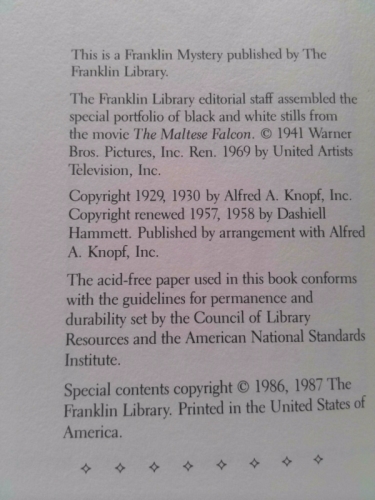 This is a Franklin Mystery published by The
Franklin Library.
The Franklin Library editorial staff assembled the
special portfolio of black and white stills from
the movie The Maltese Falcon. © 1941 Warner
Bros. Pictures, Inc. Ren. 1969 by United Artists
Television, Inc.
Copyright 1929, 1930 by Alfred A. Knopf, Inc.
Copyright renewed 1957, 1958 by Dashiell
Hammett. Published by arrangement with Alfred
A. Knopf, Inc.
The acid-free paper used in this book conforms
with the guidelines for permanence and
durability set by the Council of Library
Resources and the American National Standards
Institute.
Special contents copyright © 1986, 1987 The
Franklin Library. Printed in the United States of
America.